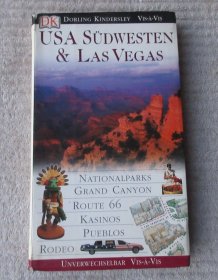 DK DORLING KINDERSLEY VIS-À-VIS
USA SÜDWESTEN
& LAS VEGAS
NATIONALPARKS
GRAND CANYON
ROUTE 66
KASINOS
PUEBLOS
RODEO
UNVERWECHSELBAR VIS-À-VIS